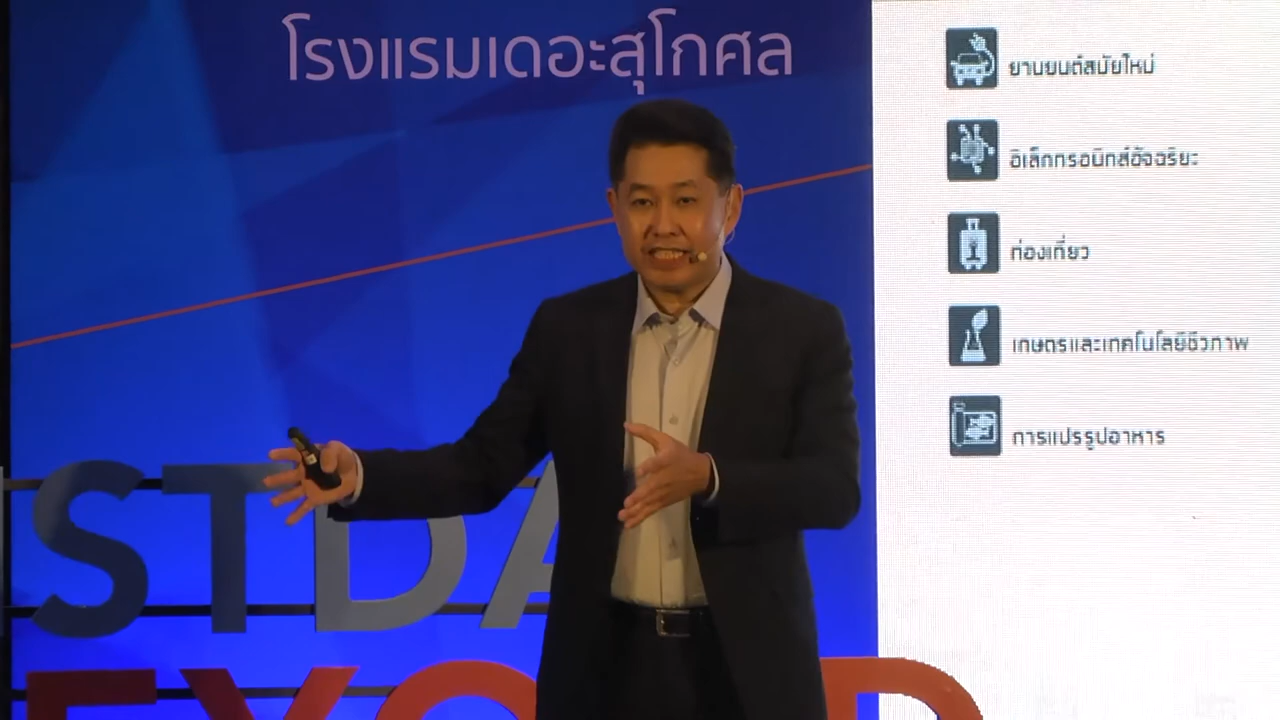 โรงแรมเดอะสุโกศล
ยานยนต์สมัยใหม่
อิเล็กทรอนิกส์อัจฉริยะ
ท่องเที่ยว
เกษตรและเทคโนโลยีชีวภาพ
การแปรรูปอาหาร
STDA